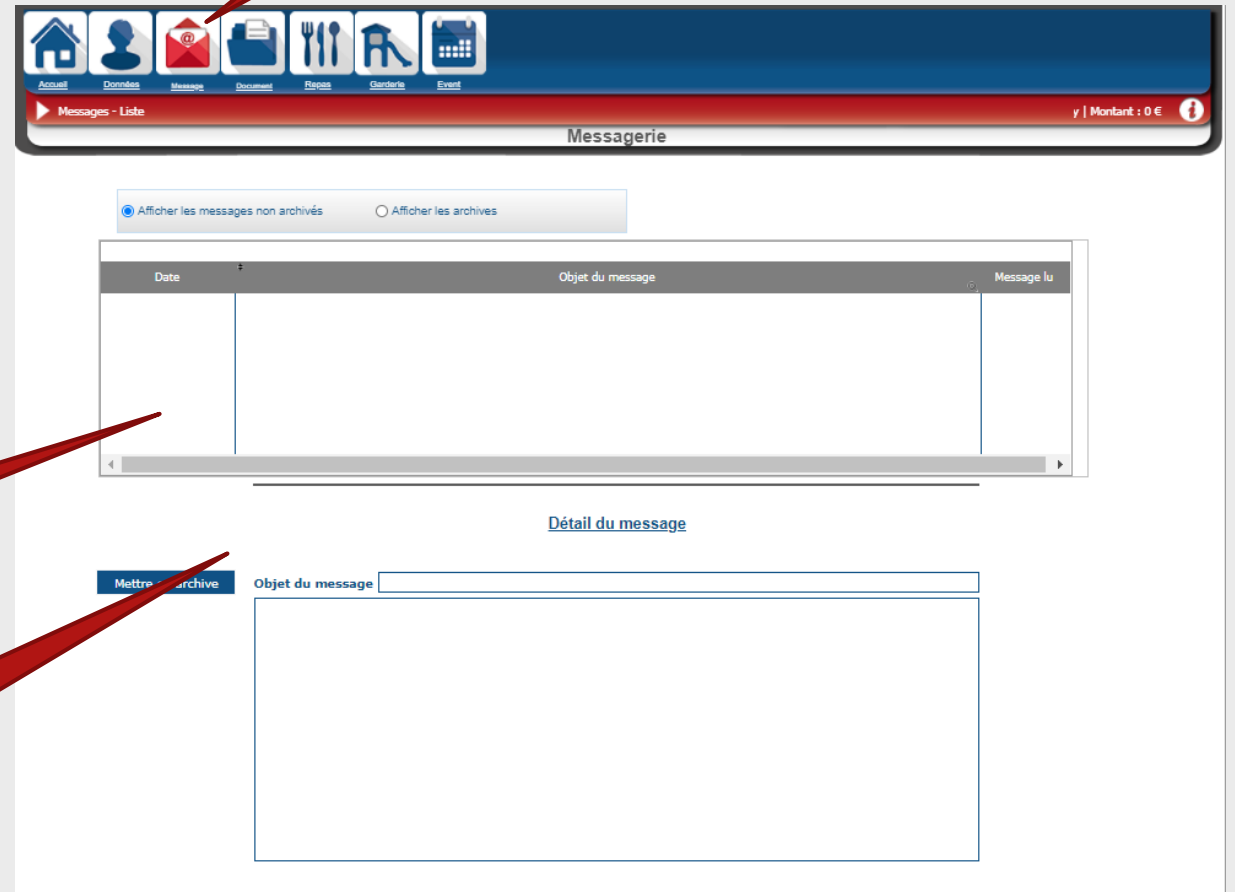 @
Accueil Données Message Document Repas Garderie Event
Messages - Liste y | Montant : 0 € i
Messagerie
Afficher les messages non archivés Afficher les archives
Date Objet du message Message lu
Détail du message
Mettre archive Objet du message